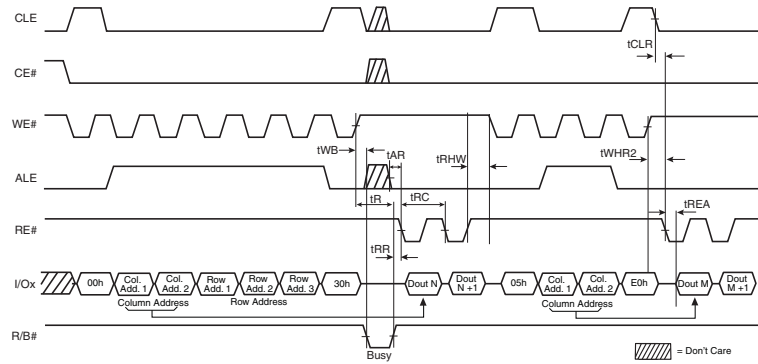 CLE
tCLR
CE#
WE#
tWB
tAR
tRHW
tWHR2
ALE
tR
tRC
tREA
RE#
tRR
I/Ox
00h
Col. Add. 1
Col. Add. 2
Row Add. 1
Row Add. 2
Row Add. 3
30h
Dout N
Dout N +1
05h
Col. Add. 1
Col. Add. 2
E0h
Dout M
Dout M +1
Column Address
Row Address
Column Address
R/B#
Busy
= Don't Care